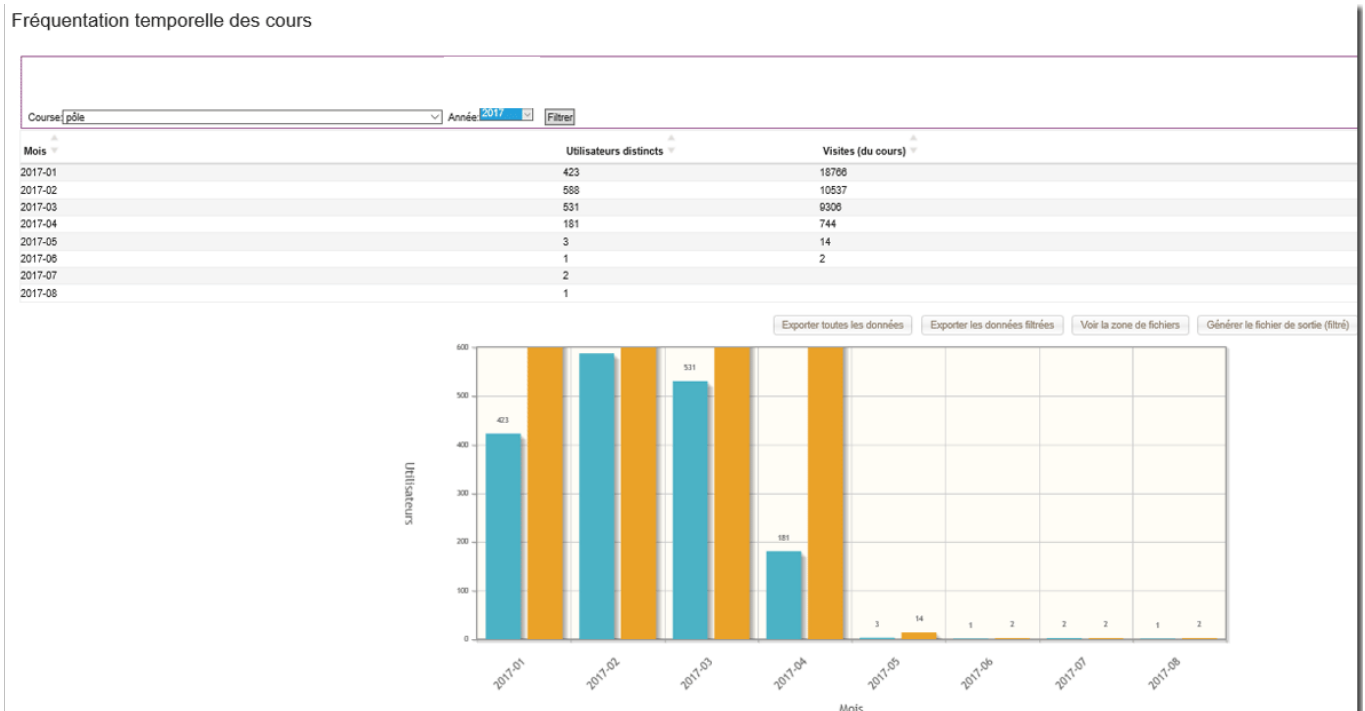 Fréquentation temporelle des cours
Course: pôle Année: 2017 Filtrer
Mois Utilisateurs distincts Visites (du cours)
2017-01 423 18766
2017-02 588 10537
2017-03 531 9306
2017-04 181 744
2017-05 3 14
2017-06 1 2
2017-07 2
2017-08 1
Exporter toutes les données Exporter les données filtrées Voir la zone de fichiers Générer le fichier de sortie (filtré)
600
531
500
423
400
Utilisateurs
300
200
181
100
3 14 1 2 2 2 1 2
0
2017-01 2017-02 2017-03 2017-04 2017-05 2017-06 2017-07 2017-08
Mois